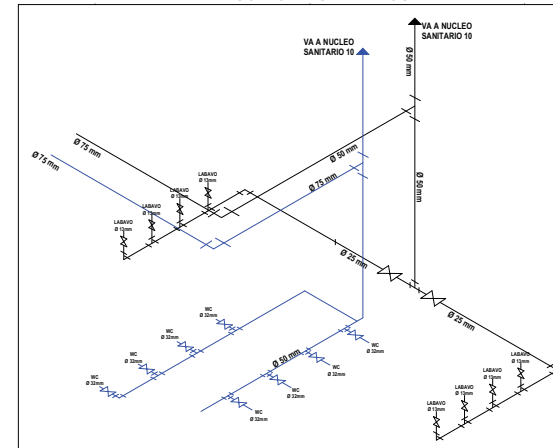 VA A NUCLEO
SANITARIO 10
VA A NUCLEO
SANITARIO 10
Ø 50 mm
Ø 75 mm
Ø 75 mm
Ø 50 mm
Ø 75 mm
Ø 50 mm
LABAVO
Ø 13mm
LABAVO
Ø 13mm
LABAVO
Ø 13mm
LABAVO
Ø 13mm
Ø 25 mm
Ø 25 mm
WC
Ø 32mm
WC
Ø 32mm
WC
Ø 32mm
WC
Ø 32mm
Ø 50 mm
WC
Ø 32mm
WC
Ø 32mm
WC
Ø 32mm
WC
Ø 32mm
LABAVO
Ø 13mm
LABAVO
Ø 13mm
LABAVO
Ø 13mm
LABAVO
Ø 13mm